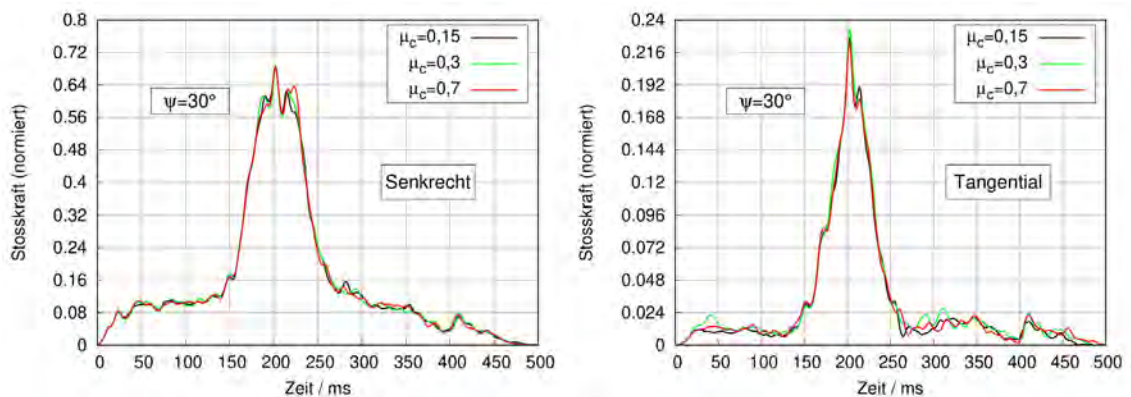 0.8
0.72
0.64
0.56
0.48
0.4
0.32
0.24
0.16
0.08
0
Stosskraft (normiert)
μc=0,15
μc=0,3
μc=0,7
ψ=30°
Senkrecht
0 50 100 150 200 250 300 350 400 450 500
Zeit / ms
0.24
0.216
0.192
0.168
0.144
0.12
0.096
0.072
0.048
0.024
0
Stosskraft (normiert)
μc=0,15
μc=0,3
μc=0,7
ψ=30°
Tangential
0 50 100 150 200 250 300 350 400 450 500
Zeit / ms